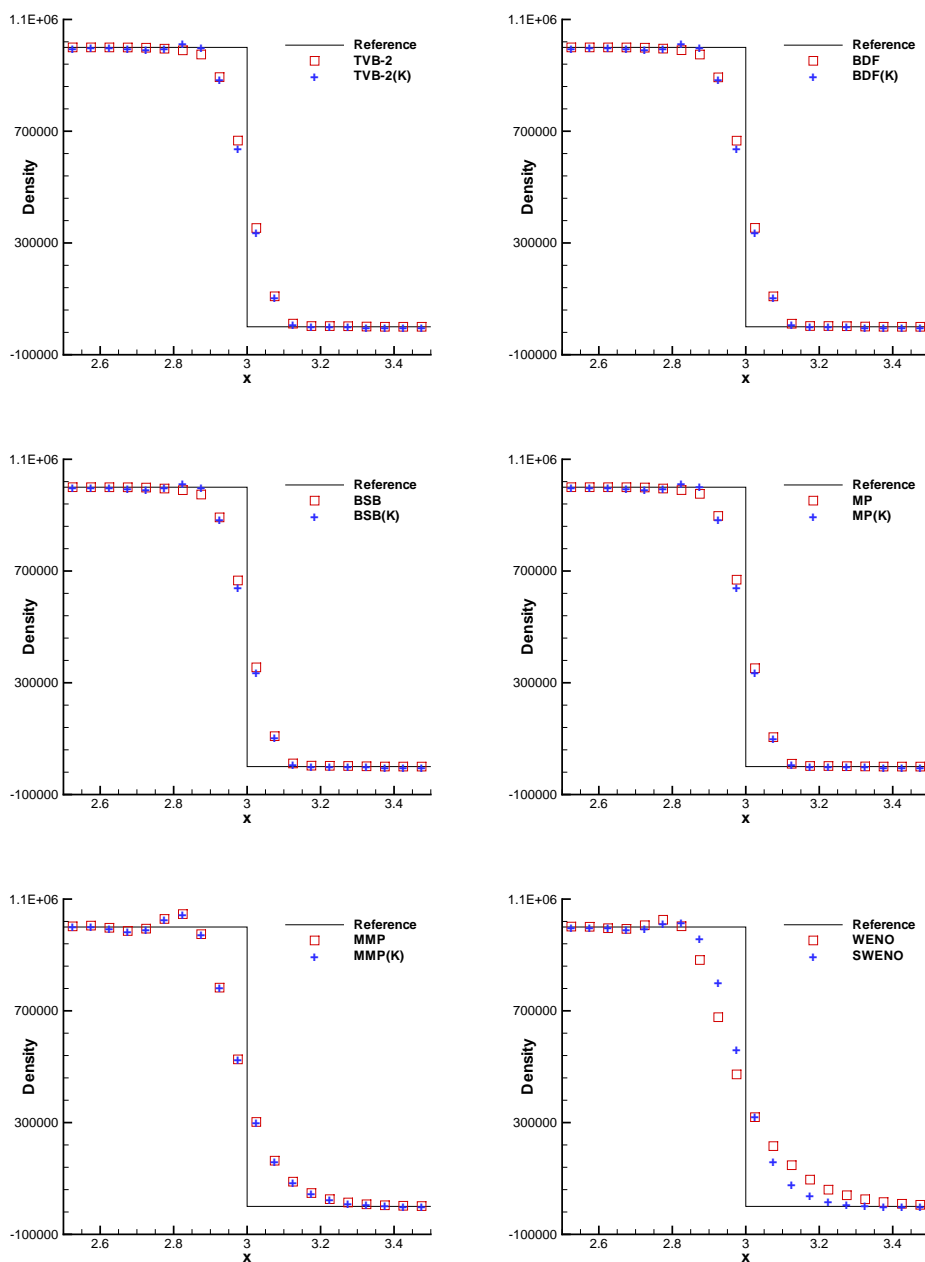 1.1E+06
700000
300000
-100000
Density
2.6 2.8 3 3.2 3.4
x
Reference
TVB-2
TVB-2(K)
1.1E+06
700000
300000
-100000
Density
2.6 2.8 3 3.2 3.4
x
Reference
BDF
BDF(K)
1.1E+06
700000
300000
-100000
Density
2.6 2.8 3 3.2 3.4
x
Reference
BSB
BSB(K)
1.1E+06
700000
300000
-100000
Density
2.6 2.8 3 3.2 3.4
x
Reference
MP
MP(K)
1.1E+06
700000
300000
-100000
Density
2.6 2.8 3 3.2 3.4
x
Reference
MMP
MMP(K)
1.1E+06
700000
300000
-100000
Density
2.6 2.8 3 3.2 3.4
x
Reference
WENO
SWENO